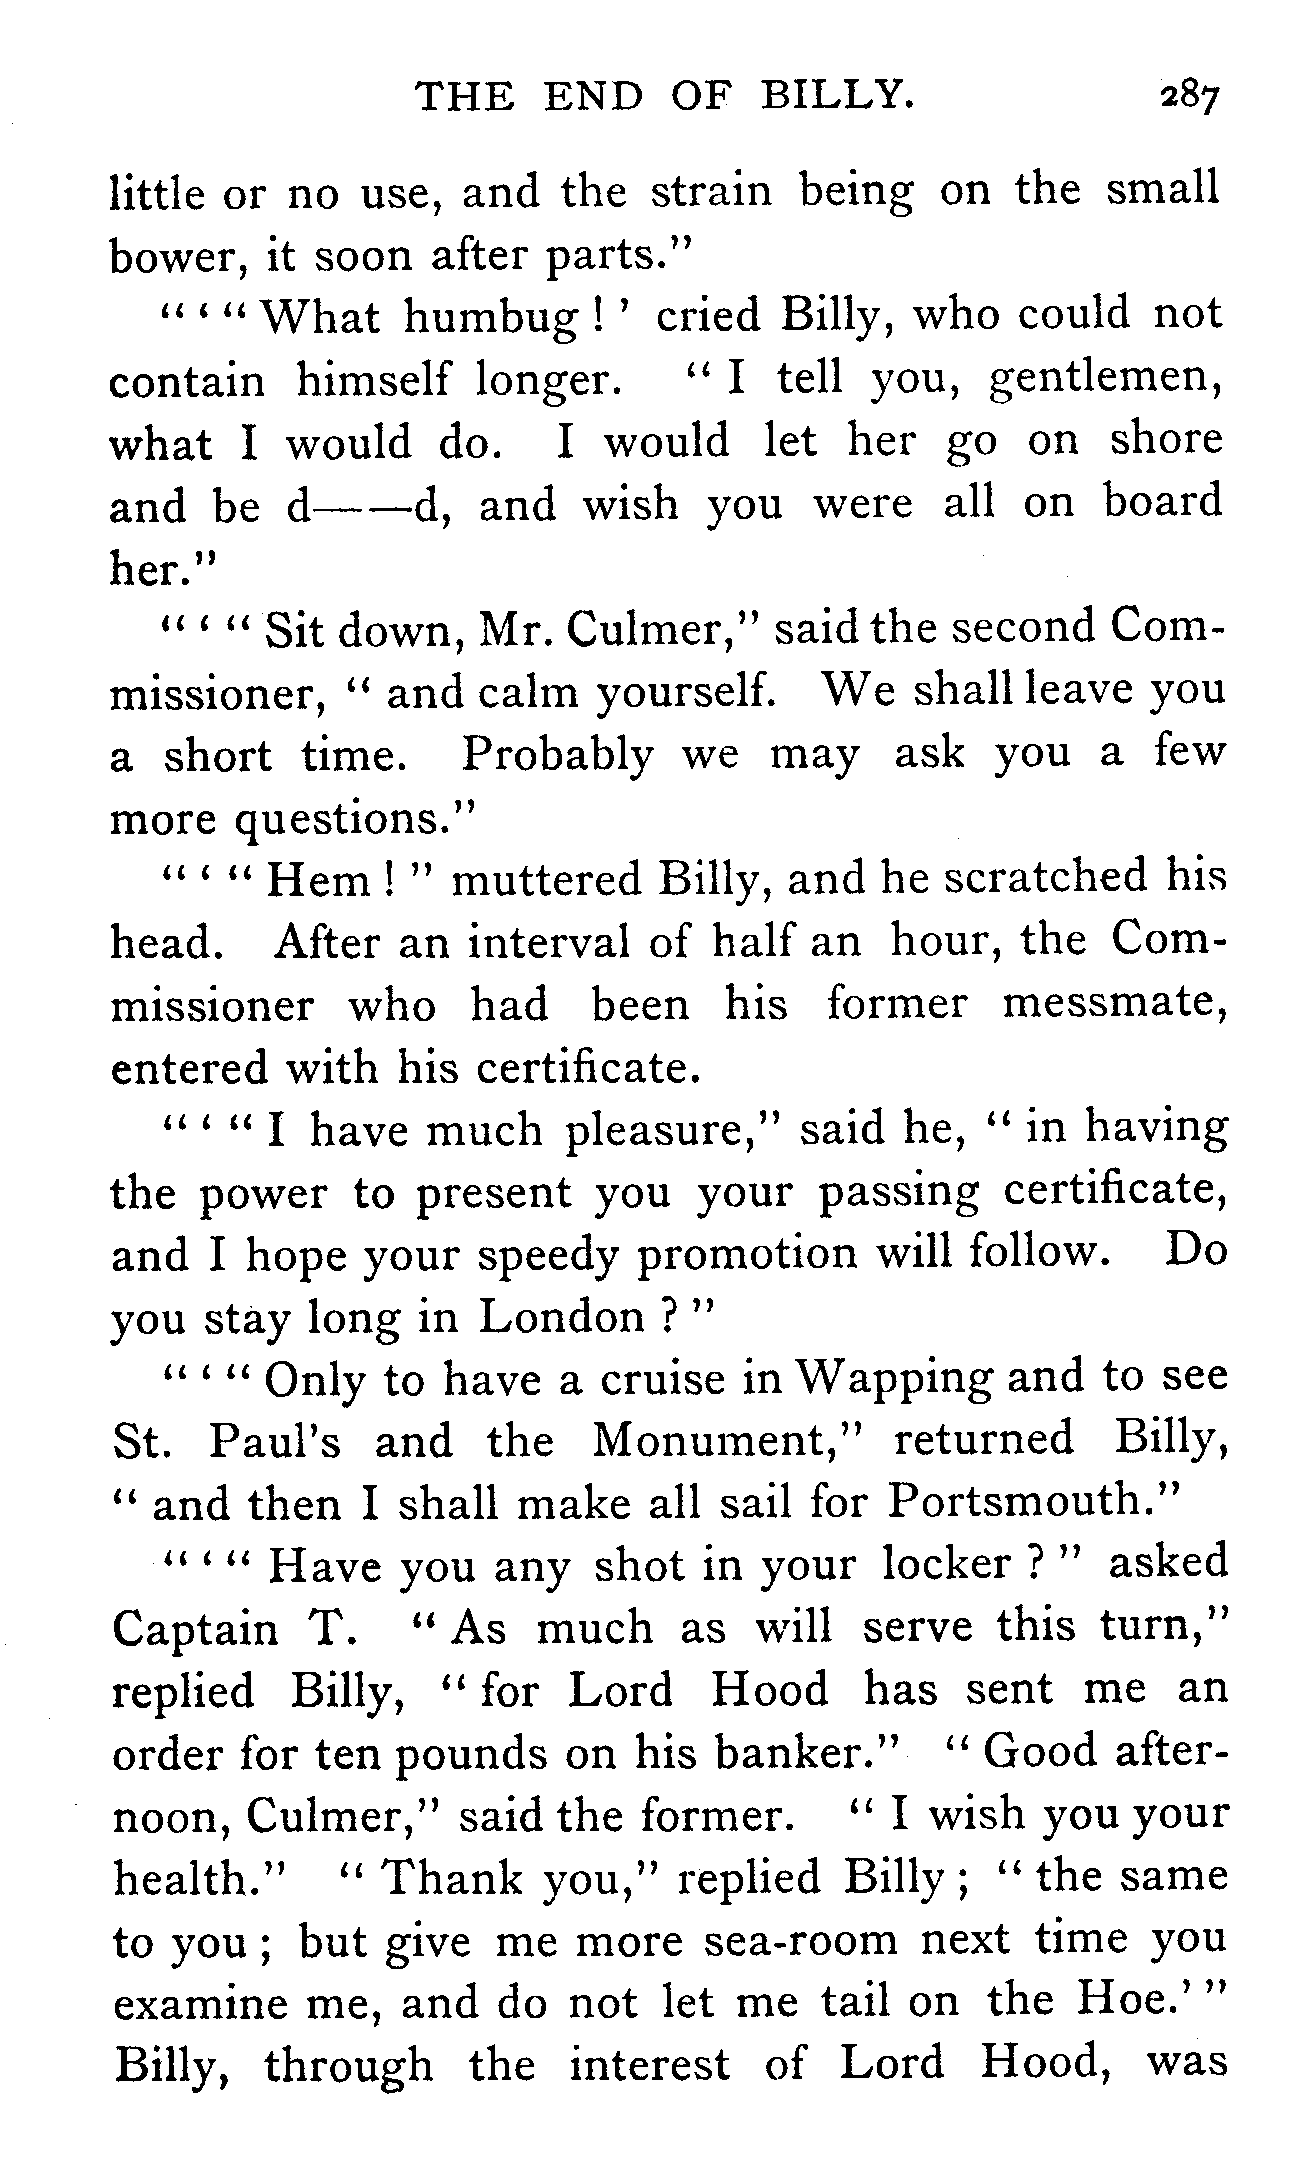 THE END OF BILLY. 287
little or no use, and the strain being on the small
bower, it soon after parts."
"'"What humbug!' cried Billy, who could not
contain himself longer. "I tell you, gentlemen,
what I would do. I would let her go on shore
and be d——d, and wish you were all on board
her."
"'"Sit down, Mr. Culmer," said the second Com-
missioner, "and calm yourself. We shall leave you
a short time. Probably we may ask you a few
more questions."
"'"Hem!" muttered Billy, and he scratched his
head. After an interval of half an hour, the Com-
missioner who had been his former messmate,
entered with his certificate.
"'"I have much pleasure," said he, "in having
the power to present you your passing certificate,
and I hope your speedy promotion will follow. Do
you stay long in London?"
"'"Only to have a cruise in Wapping and to see
St. Paul's and the Monument," returned Billy,
"and then I shall make all sail for Portsmouth."
"'"Have you any shot in your locker?" asked
Captain T. "As much as will serve this turn,"
replied Billy, "for Lord Hood has sent me an
order for ten pounds on his banker." "Good after-
noon, Culmer," said the former. "I wish you your
health." "Thank you," replied Billy; "the same
to you; but give me more sea-room next time you
examine me, and do not let me tail on the Hoe.'"
Billy, through the interest of Lord Hood, was